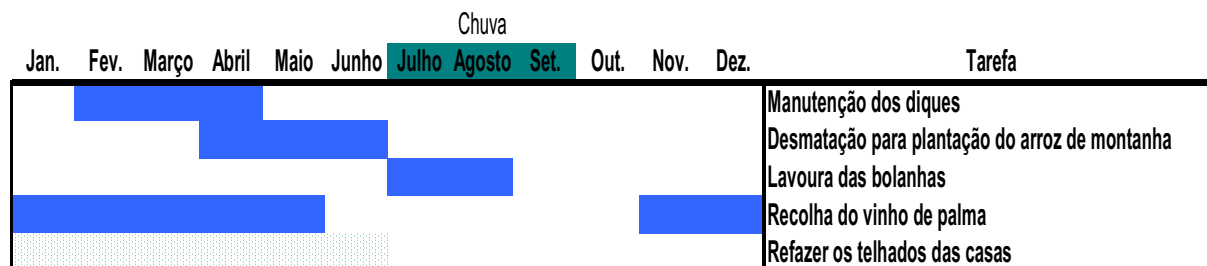 Chuva
Jan. Fev. Março Abril Maio Junho Julho Agosto Set. Out. Nov. Dez. Tarefa
Manutenção dos diques
Desmatação para plantação do arroz de montanha
Lavoura das bolanhas
Recolha do vinho de palma
Refazer os telhados das casas